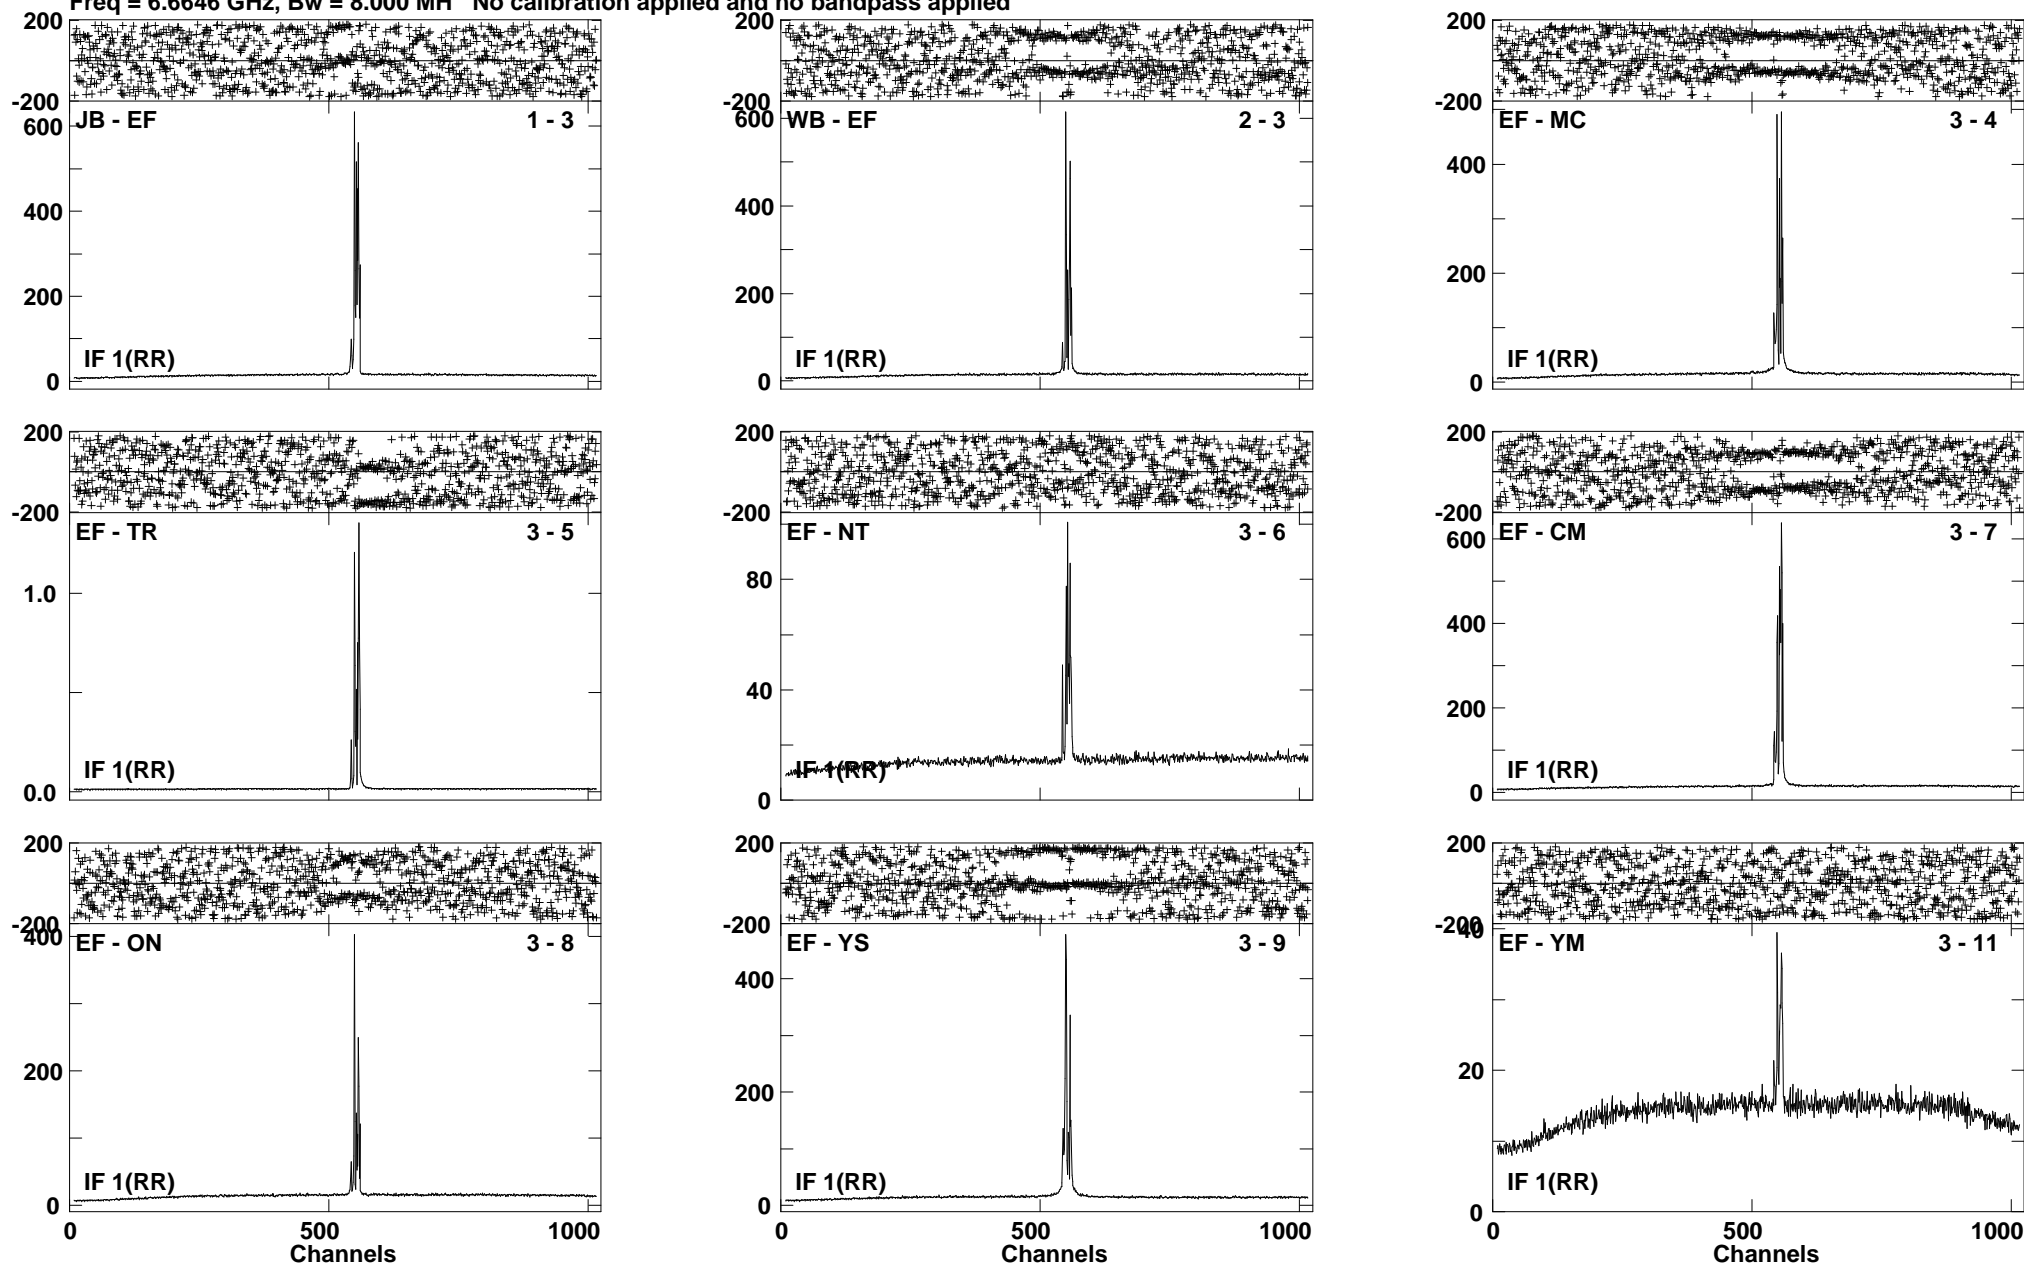 Freq = 6.6646 GHz, Bw = 8.000 MH No calibration applied and no bandpass applied
200 200 200
-200 -200 -200
JB - EF 1 - 3 WB - EF 2 - 3 EF - MC 3 - 4
600 600
400 400 400
200 200 200
IF 1(RR) IF 1(RR) IF 1(RR)
0 0 0
200 200 200
-200 -200 -200
EF - TR 3 - 5 EF - NT 3 - 6 EF - CM 3 - 7
600
1.0 80 400
40 200
IF 1(RR) IF 1(RR) IF 1(RR)
0.0 0 0
200 200 200
-200 -200 -200
EF - ON 3 - 8 EF - YS 3 - 9 EF - YM 3 - 11
400 400 40
200 200 20
IF 1(RR) IF 1(RR) IF 1(RR)
0 0 0
0 500 1000 0 500 1000 0 500 1000
Channels Channels Channels